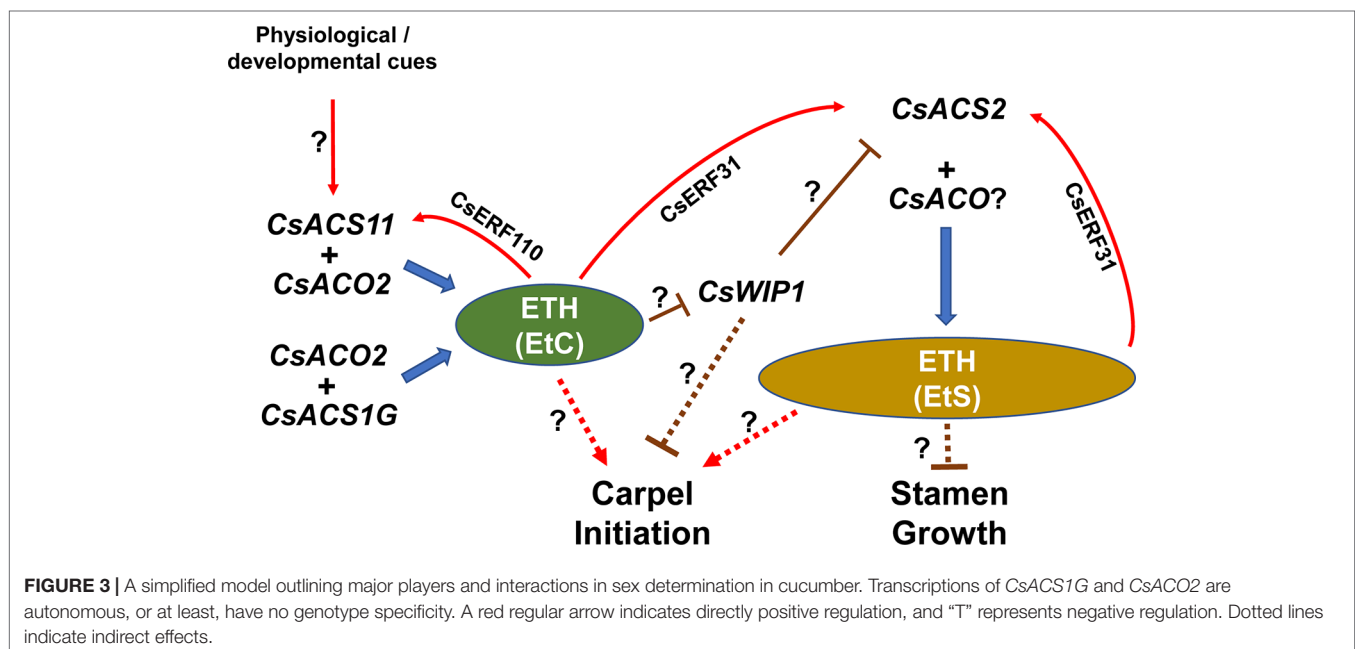 Physiological /
developmental cues
?
CsACS11
+
CsACO2
CsERF110
CsACO2
+
CsACS1G
ETH
(EtC)
?
CsERF31
?
CsWIP1
?
?
CsACS2
+
CsACO?
CsERF31
ETH
(EtS)
?
?
Carpel
Initiation
Stamen
Growth
FIGURE 3 | A simplified model outlining major players and interactions in sex determination in cucumber. Transcriptions of CsACS1G and CsACO2 are
autonomous, or at least, have no genotype specificity. A red regular arrow indicates directly positive regulation, and “T” represents negative regulation. Dotted lines
indicate indirect effects.